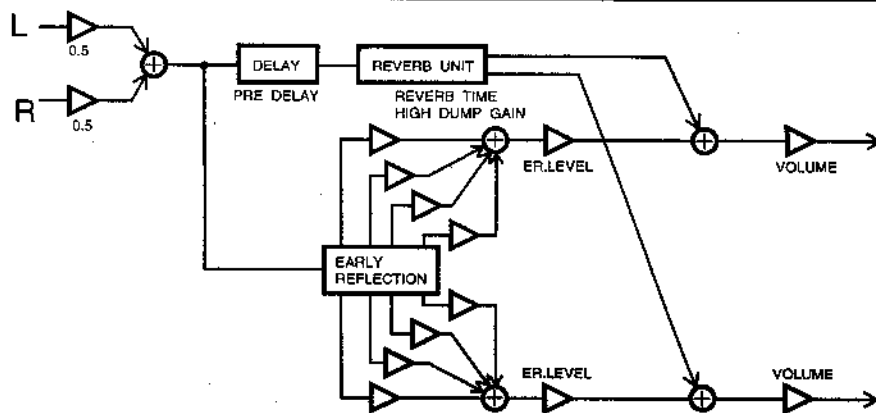 L
0.5
R
0.5
DELAY
PRE DELAY
REVERB UNIT
REVERB TIME
HIGH DUMP GAIN
ER.LEVEL
VOLUME
EARLY
REFLECTION
ER.LEVEL
VOLUME